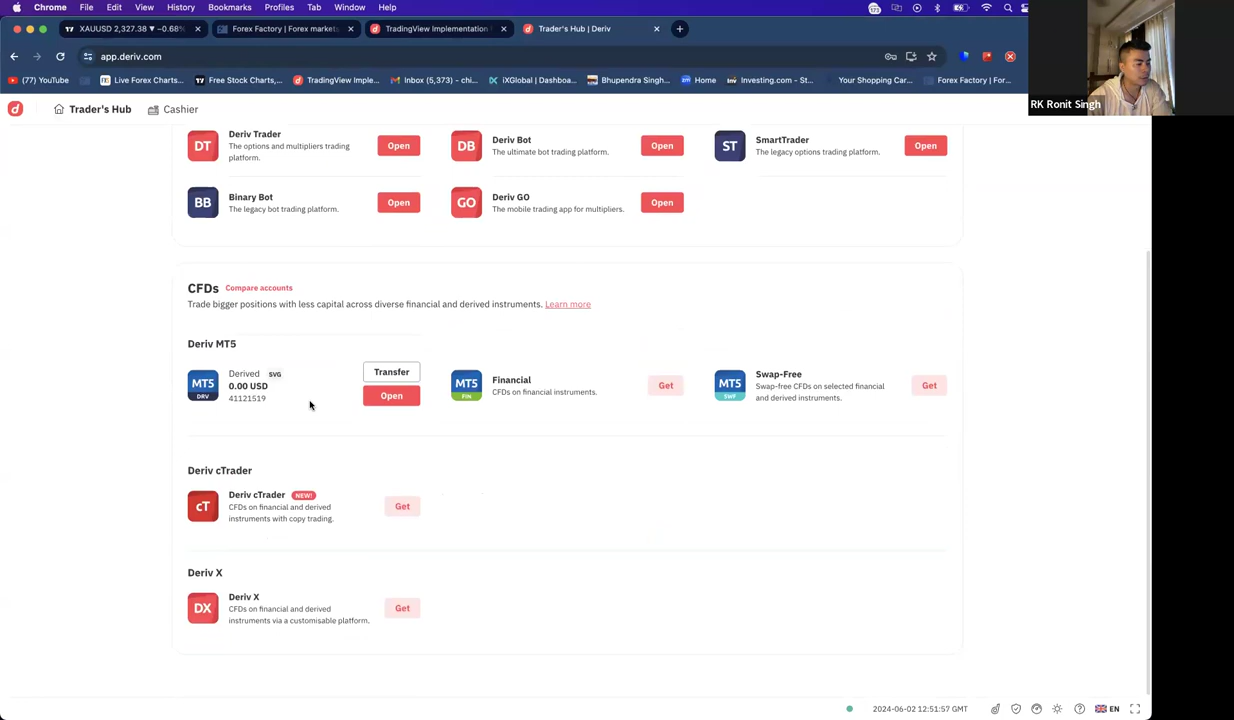 Chrome File Edit View History Bookmarks Profiles Tab Window Help
XAUUSD 2,327.38 ▼ −0.68%
Forex Factory | Forex market
TradingView Implementation
Trader's Hub | Deriv
app.deriv.com
(77) YouTube
Live Forex Charts...
Free Stock Charts,...
TradingView Imple...
Inbox (5,373) - chi...
iXGlobal | Dashboa...
Bhupendra Singh...
Home
Investing.com - St...
Your Shopping Car...
Forex Factory | For...
RK Ronit Singh
Trader's Hub
Cashier
DT
Deriv Trader
The options and multipliers trading
platform.
Open
DB
Deriv Bot
The ultimate bot trading platform.
Open
ST
SmartTrader
The legacy options trading platform.
Open
BB
Binary Bot
The legacy bot trading platform.
Open
GO
Deriv GO
The mobile trading app for multipliers.
Open
CFDs Compare accounts
Trade bigger positions with less capital across diverse financial and derived instruments. Learn more
Deriv MT5
MT5
DRV
Derived SVG
0.00 USD
41121519
Transfer
Open
MT5
FIN
Financial
CFDs on financial instruments.
Get
MT5
SWF
Swap-Free
Swap-free CFDs on selected financial
and derived instruments.
Get
Deriv cTrader
cT
Deriv cTrader NEW!
CFDs on financial and derived
instruments with copy trading.
Get
Deriv X
DX
Deriv X
CFDs on financial and derived
instruments via a customisable platform.
Get
2024-06-02 12:51:57 GMT
EN